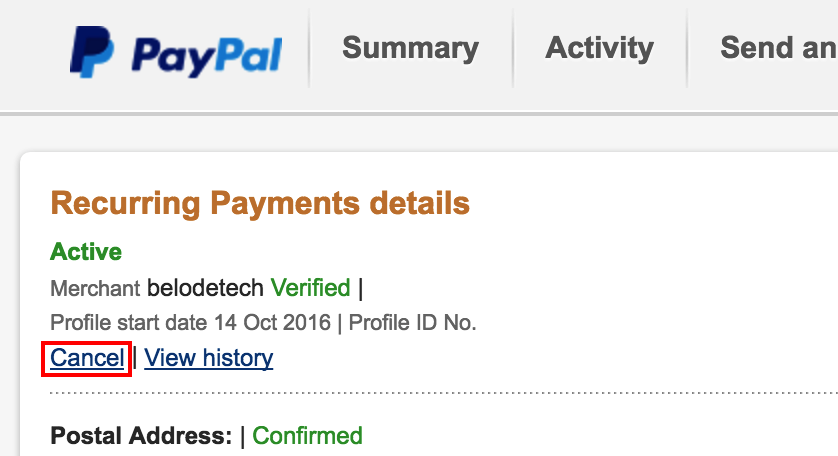 PayPal Summary Activity Send an
Recurring Payments details
Active
Merchant belodetech Verified |
Profile start date 14 Oct 2016 | Profile ID No.
Cancel | View history
Postal Address: | Confirmed